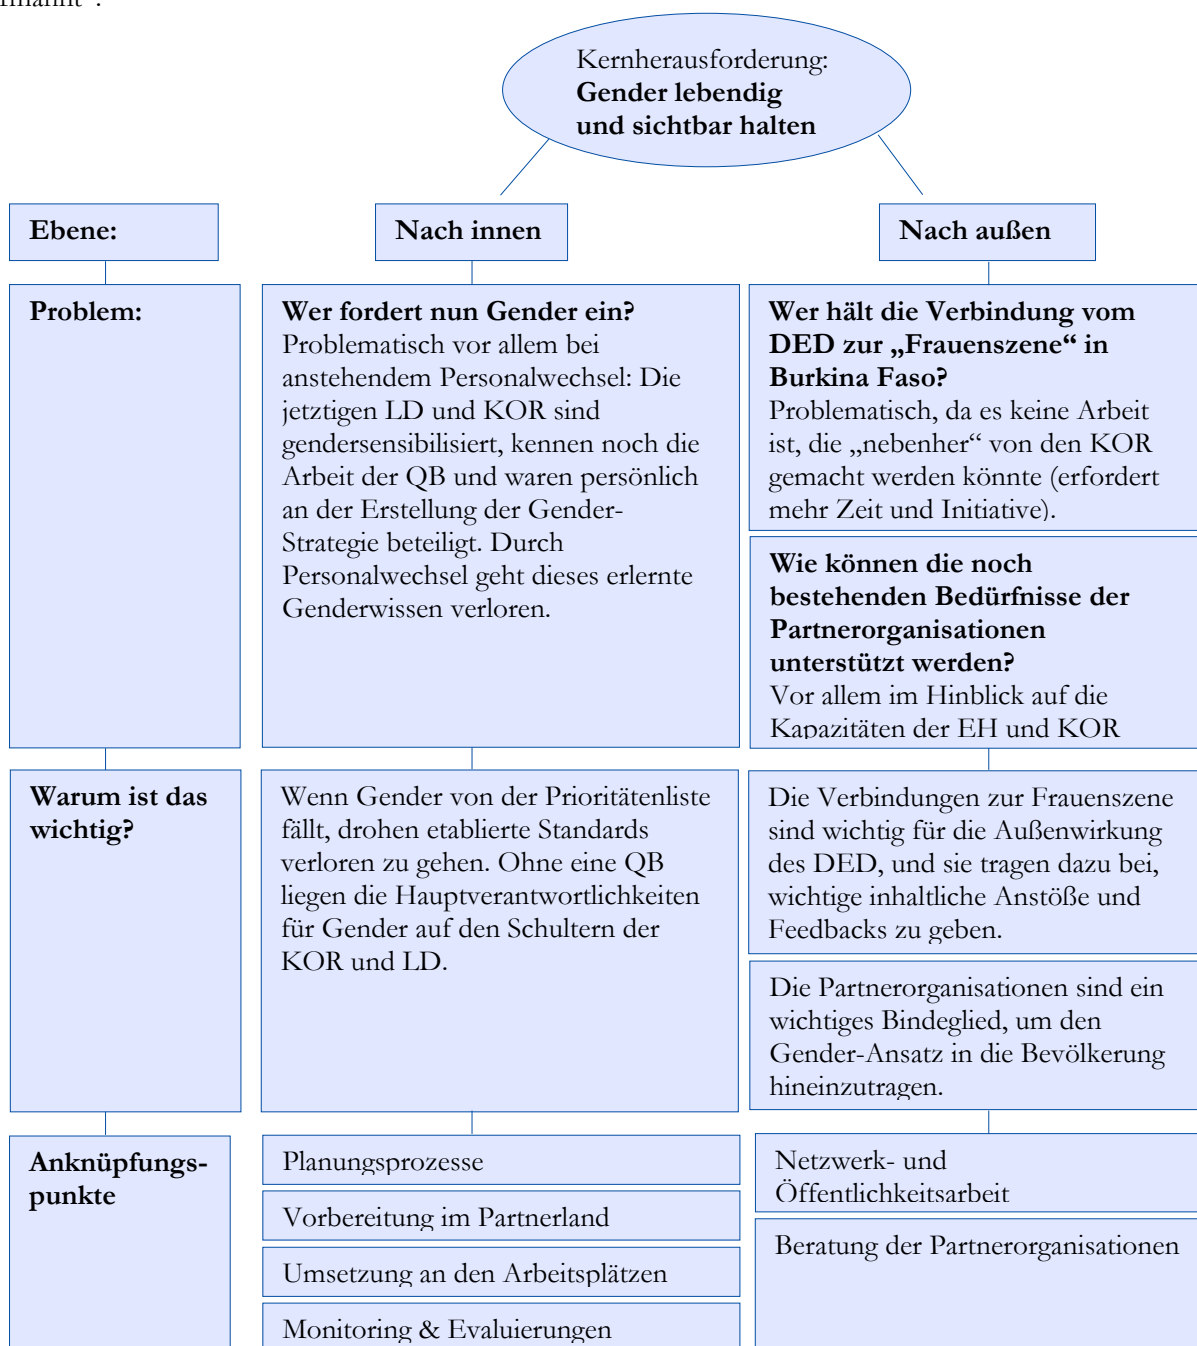 Kernherausforderung:
Gender lebendig
und sichtbar halten
Ebene:
Nach innen
Nach außen
Problem:
Wer fordert nun Gender ein?
Problematisch vor allem bei
anstehendem Personalwechsel: Die
jetztigen LD und KOR sind
gendersensibilisiert, kennen noch die
Arbeit der QB und waren persönlich
an der Erstellung der Gender-
Strategie beteiligt. Durch
Personalwechsel geht dieses erlernte
Genderwissen verloren.
Wer hält die Verbindung vom
DED zur „Frauenszene“ in
Burkina Faso?
Problematisch, da es keine Arbeit
ist, die „nebenher“ von den KOR
gemacht werden könnte (erfordert
mehr Zeit und Initiative).
Wie können die noch
bestehenden Bedürfnisse der
Partnerorganisationen
unterstützt werden?
Vor allem im Hinblick auf die
Kapazitäten der EH und KOR
Warum ist das
wichtig?
Wenn Gender von der Prioritätenliste
fällt, drohen etablierte Standards
verloren zu gehen. Ohne eine QB
liegen die Hauptverantwortlichkeiten
für Gender auf den Schultern der
KOR und LD.
Die Verbindungen zur Frauenszene
sind wichtig für die Außenwirkung
des DED, und sie tragen dazu bei,
wichtige inhaltliche Anstöße und
Feedbacks zu geben.
Die Partnerorganisationen sind ein
wichtiges Bindeglied, um den
Gender-Ansatz in die Bevölkerung
hineinzutragen.
Anknüpfungs-
punkte
Planungsprozesse
Vorbereitung im Partnerland
Umsetzung an den Arbeitsplätzen
Monitoring & Evaluierungen
Netzwerk- und
Öffentlichkeitsarbeit
Beratung der Partnerorganisationen